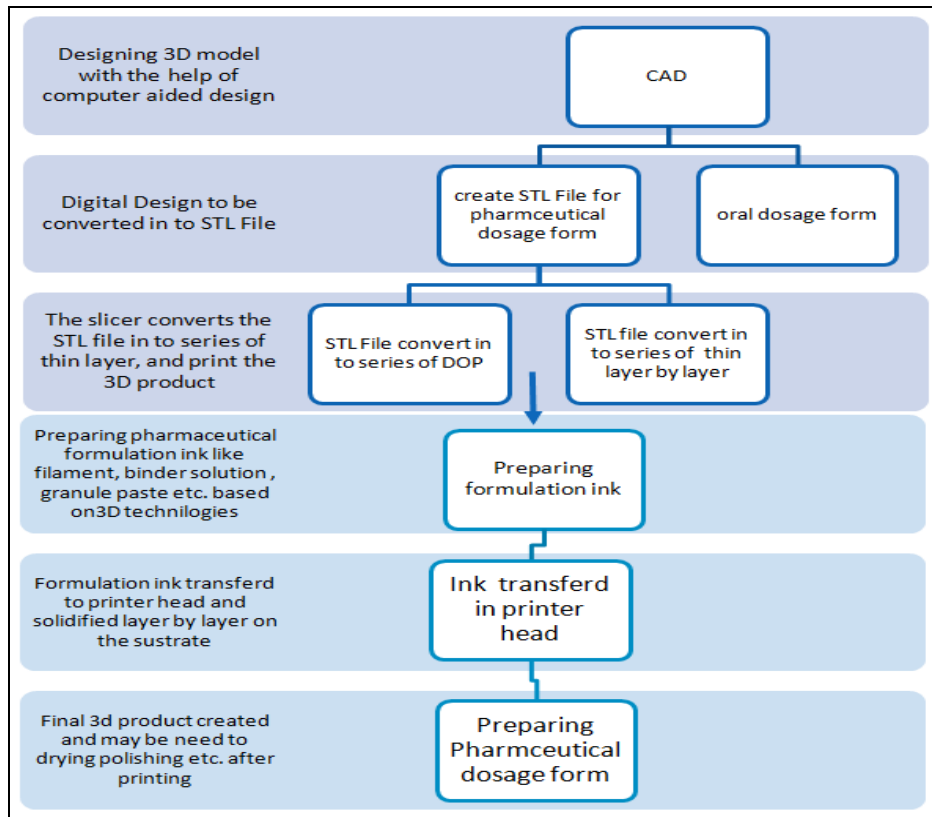 Designing 3D model
with the help of
computer aided design
CAD
Digital Design to be
converted in to STL File
create STL File for
pharmceutical
dosage form
oral dosage form
The slicer converts the
STL file in to series of
thin layer, and print the
3D product
STL File convert in
to series of DOP
STL file convert in
to series of thin
layer by layer
Preparing pharmaceutical
formulation ink like
filament, binder solution ,
granule paste etc. based
on3D technilogies
Preparing
formulation ink
Formulation ink transferd
to printer head and
solidified layer by layer on
the sustrate
Ink transferd
in printer
head
Final 3d product created
and may be need to
drying polishing etc. after
printing
Preparing
Pharmceutical
dosage form